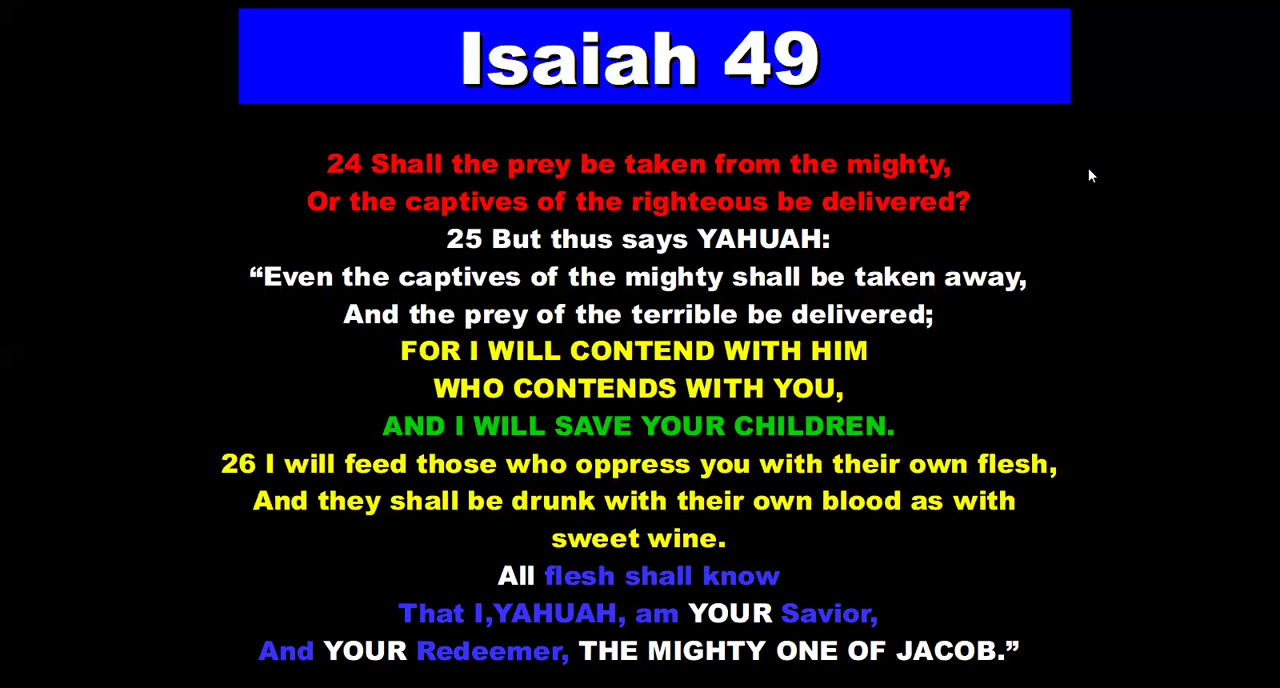 Isaiah 49
24 Shall the prey be taken from the mighty,
Or the captives of the righteous be delivered?
25 But thus says YAHUAH:
“Even the captives of the mighty shall be taken away,
And the prey of the terrible be delivered;
FOR I WILL CONTEND WITH HIM
WHO CONTENDS WITH YOU,
AND I WILL SAVE YOUR CHILDREN.
26 I will feed those who oppress you with their own flesh,
And they shall be drunk with their own blood as with
sweet wine.
All flesh shall know
That I,YAHUAH, am YOUR Savior,
And YOUR Redeemer, THE MIGHTY ONE OF JACOB.”